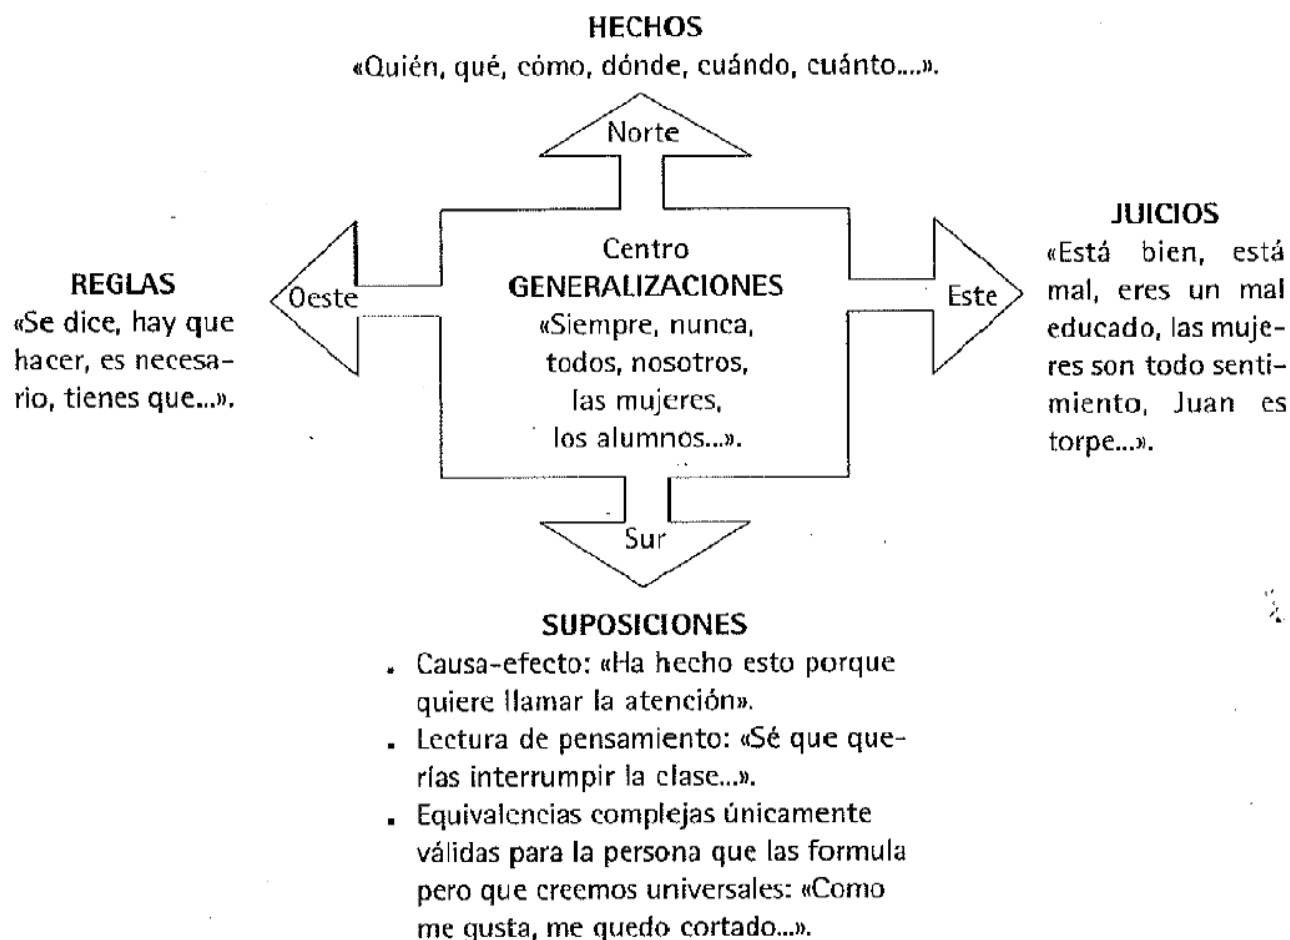 HECHOS
«Quién, qué, cómo, dónde, cuándo, cuánto....».
Norte
JUICIOS
«Está bien, está
mal, eres un mal
educado, las muje-
res son todo senti-
miento, Juan es
torpe...».
Este
Centro
GENERALIZACIONES
«Siempre, nunca,
todos, nosotros,
las mujeres,
los alumnos...».
Oeste
REGLAS
«Se dice, hay que
hacer, es necesa-
rio, tienes que...».
Sur
SUPOSICIONES
. Causa-efecto: «Ha hecho esto porque
quiere llamar la atención».
. Lectura de pensamiento: «Sé que que-
rías interrumpir la clase...».
. Equivalencias complejas únicamente
válidas para la persona que las formula
pero que creemos universales: «Como
me gusta, me quedo cortado...».